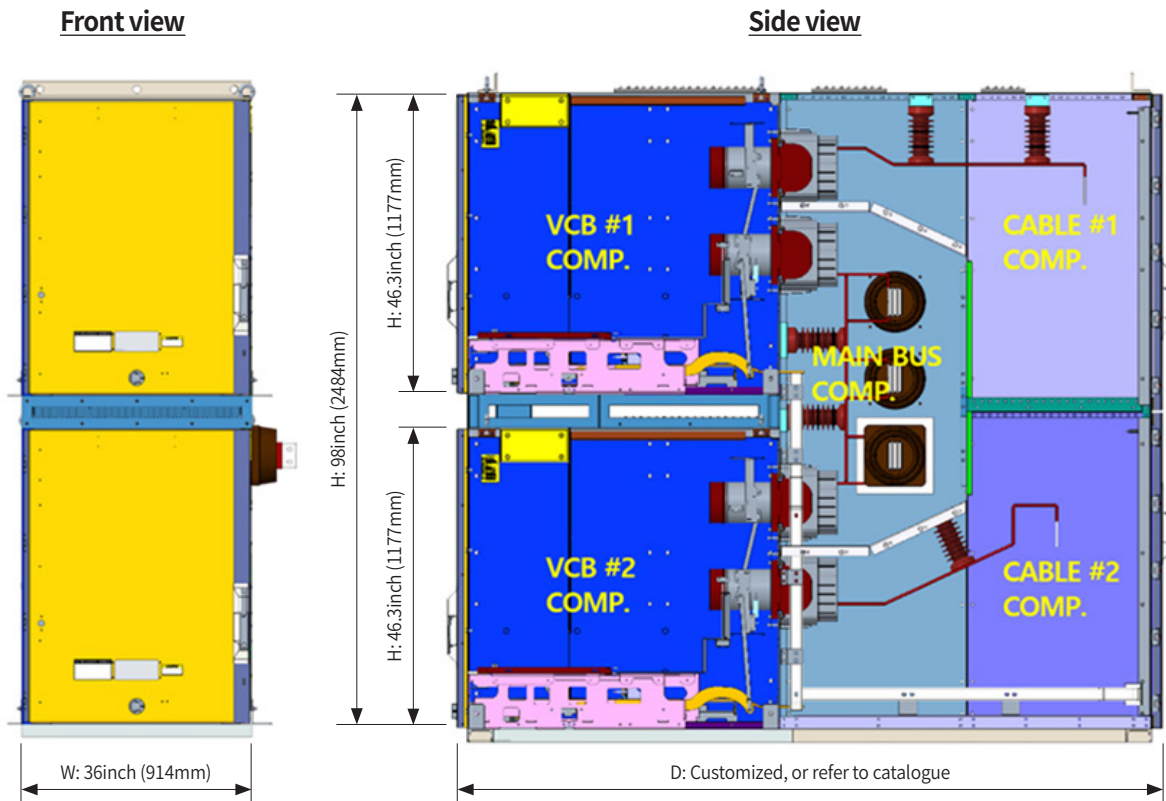 Front view
Side view
VCB #1
COMP.
CABLE #1
COMP.
MAIN BUS
COMP.
VCB #2
COMP.
CABLE #2
COMP.
H: 98inch (2484mm)
H: 46.3inch (1177mm)
H: 46.3inch (1177mm)
W: 36inch (914mm)
D: Customized, or refer to catalogue